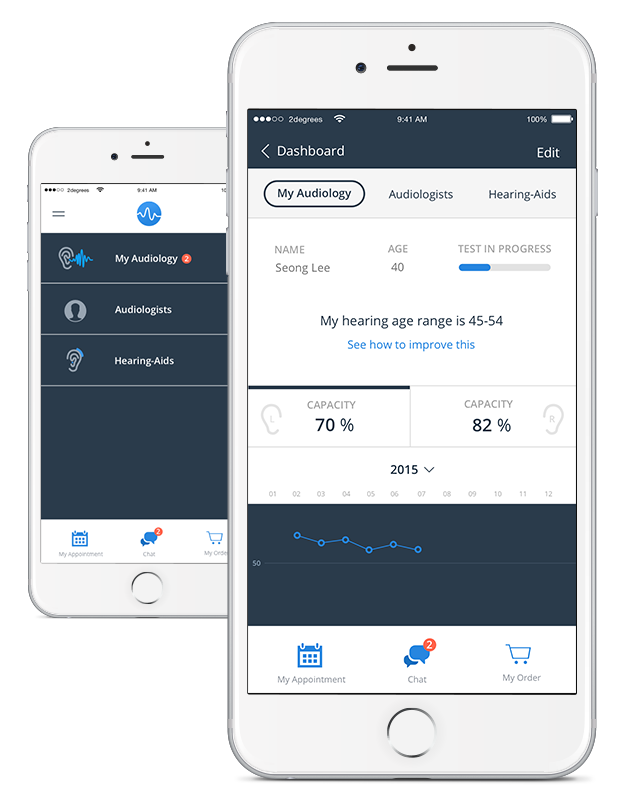 2degrees 9:41 AM 10
My Audiology 2
Audiologists
Hearing-Aids
2
My Appointment Chat My Orde
2degrees 9:41 AM 100%
Dashboard Edit
My Audiology Audiologists Hearing-Aids
NAME AGE TEST IN PROGRESS
Seong Lee 40
My hearing age range is 45-54
See how to improve this
CAPACITY CAPACITY
L 70 % 82 % R
2015
01 02 03 04 05 06 07 08 09 10 11 12
50
2
My Appointment Chat My Order